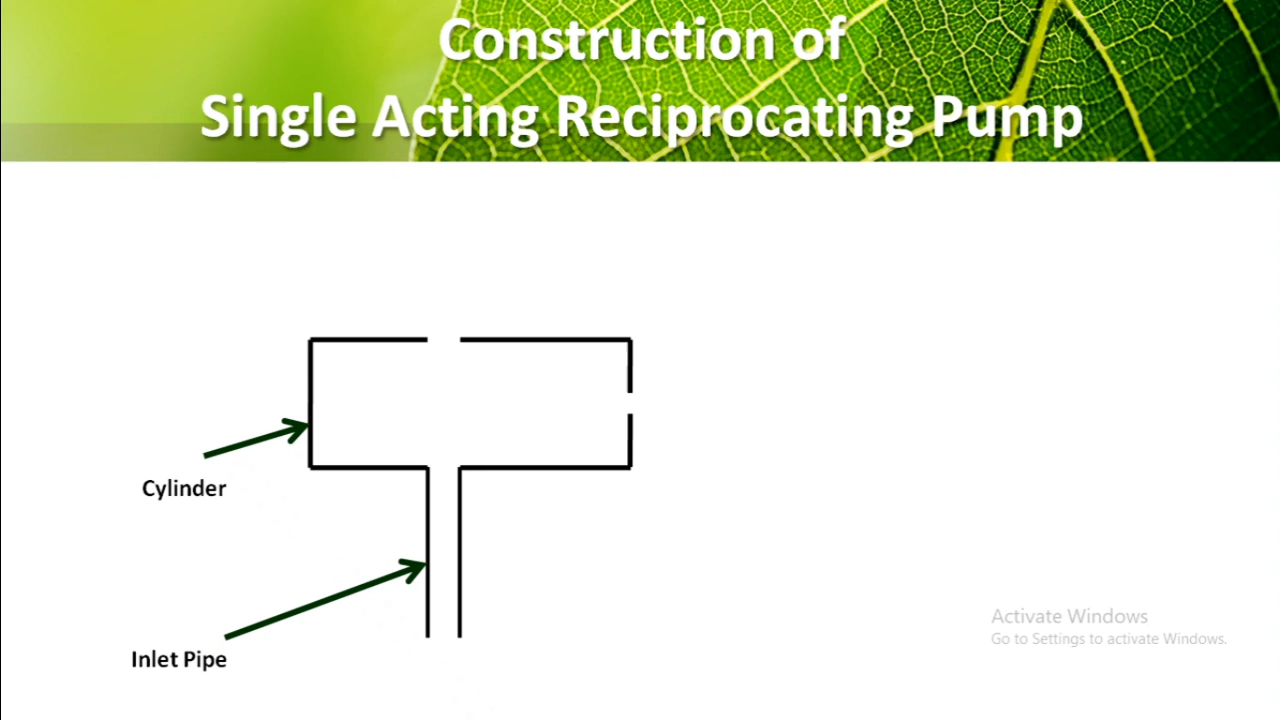 Construction of
Single Acting Reciprocating Pump
Cylinder
Inlet Pipe
Activate Windows
Go to Settings to activate Windows.